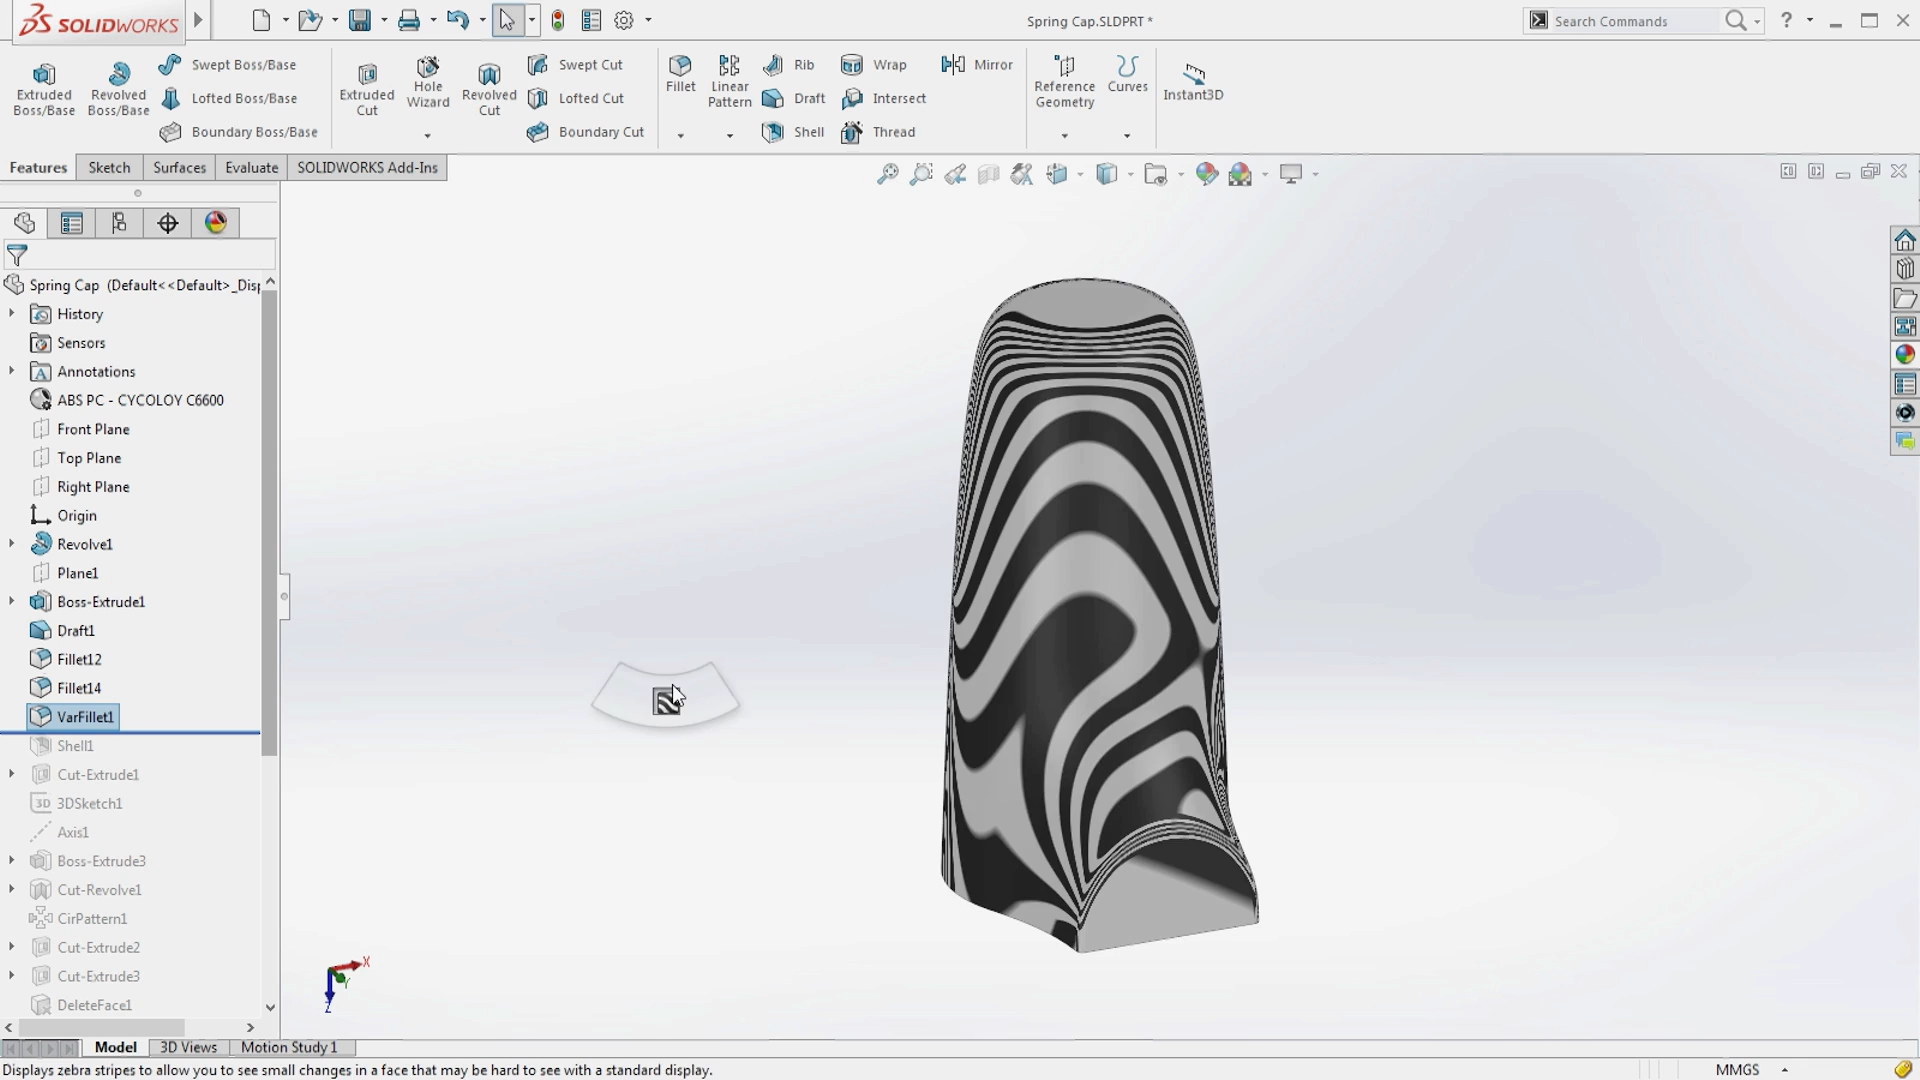 SOLIDWORKS
Spring Cap.SLDPRT *
Search Commands
?
Extruded Boss/Base
Revolved Boss/Base
Swept Boss/Base
Lofted Boss/Base
Boundary Boss/Base
Extruded Cut
Hole Wizard
Revolved Cut
Swept Cut
Lofted Cut
Boundary Cut
Fillet
Linear Pattern
Rib
Draft
Shell
Wrap
Intersect
Thread
Mirror
Reference Geometry
Curves
Instant3D
Features
Sketch
Surfaces
Evaluate
SOLIDWORKS Add-Ins
Spring Cap (Default<<Default>_Disp
History
Sensors
Annotations
ABS PC - CYCOLOY C6600
Front Plane
Top Plane
Right Plane
Origin
Revolve1
Plane1
Boss-Extrude1
Draft1
Fillet12
Fillet14
VarFillet1
Shell1
Cut-Extrude1
3D 3DSketch1
Axis1
Boss-Extrude3
Cut-Revolve1
CirPattern1
Cut-Extrude2
Cut-Extrude3
DeleteFace1
X
Y
Z
Model
3D Views
Motion Study 1
Displays zebra stripes to allow you to see small changes in a face that may be hard to see with a standard display.
MMGS